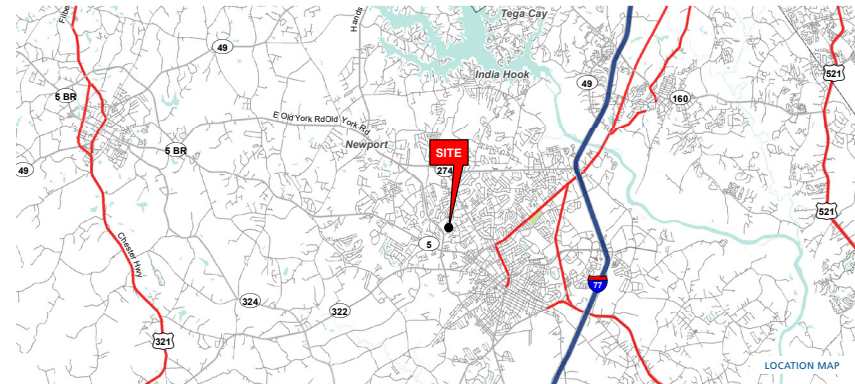 Filbe
Hands
Tega Cay
49
India Hook
49
160
521
5 BR
E Old York Rd
Old York Rd
Newport
SITE
5 BR
49
274
521
5
Chester Hwy
77
324
322
321
LOCATION MAP